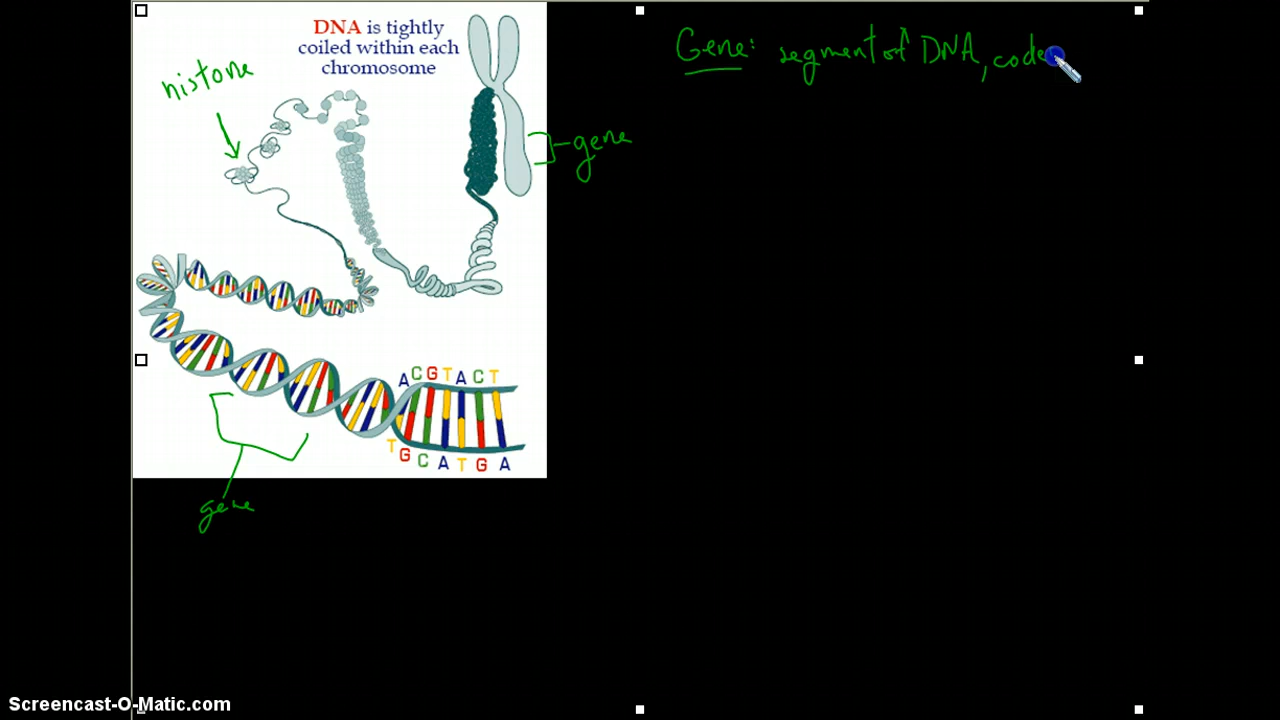 DNA is tightly
coiled within each
chromosome
histone
gene
ACGTACT
TGCATGA
gene
Gene: segment of DNA, code
Screencast-O-Matic.com